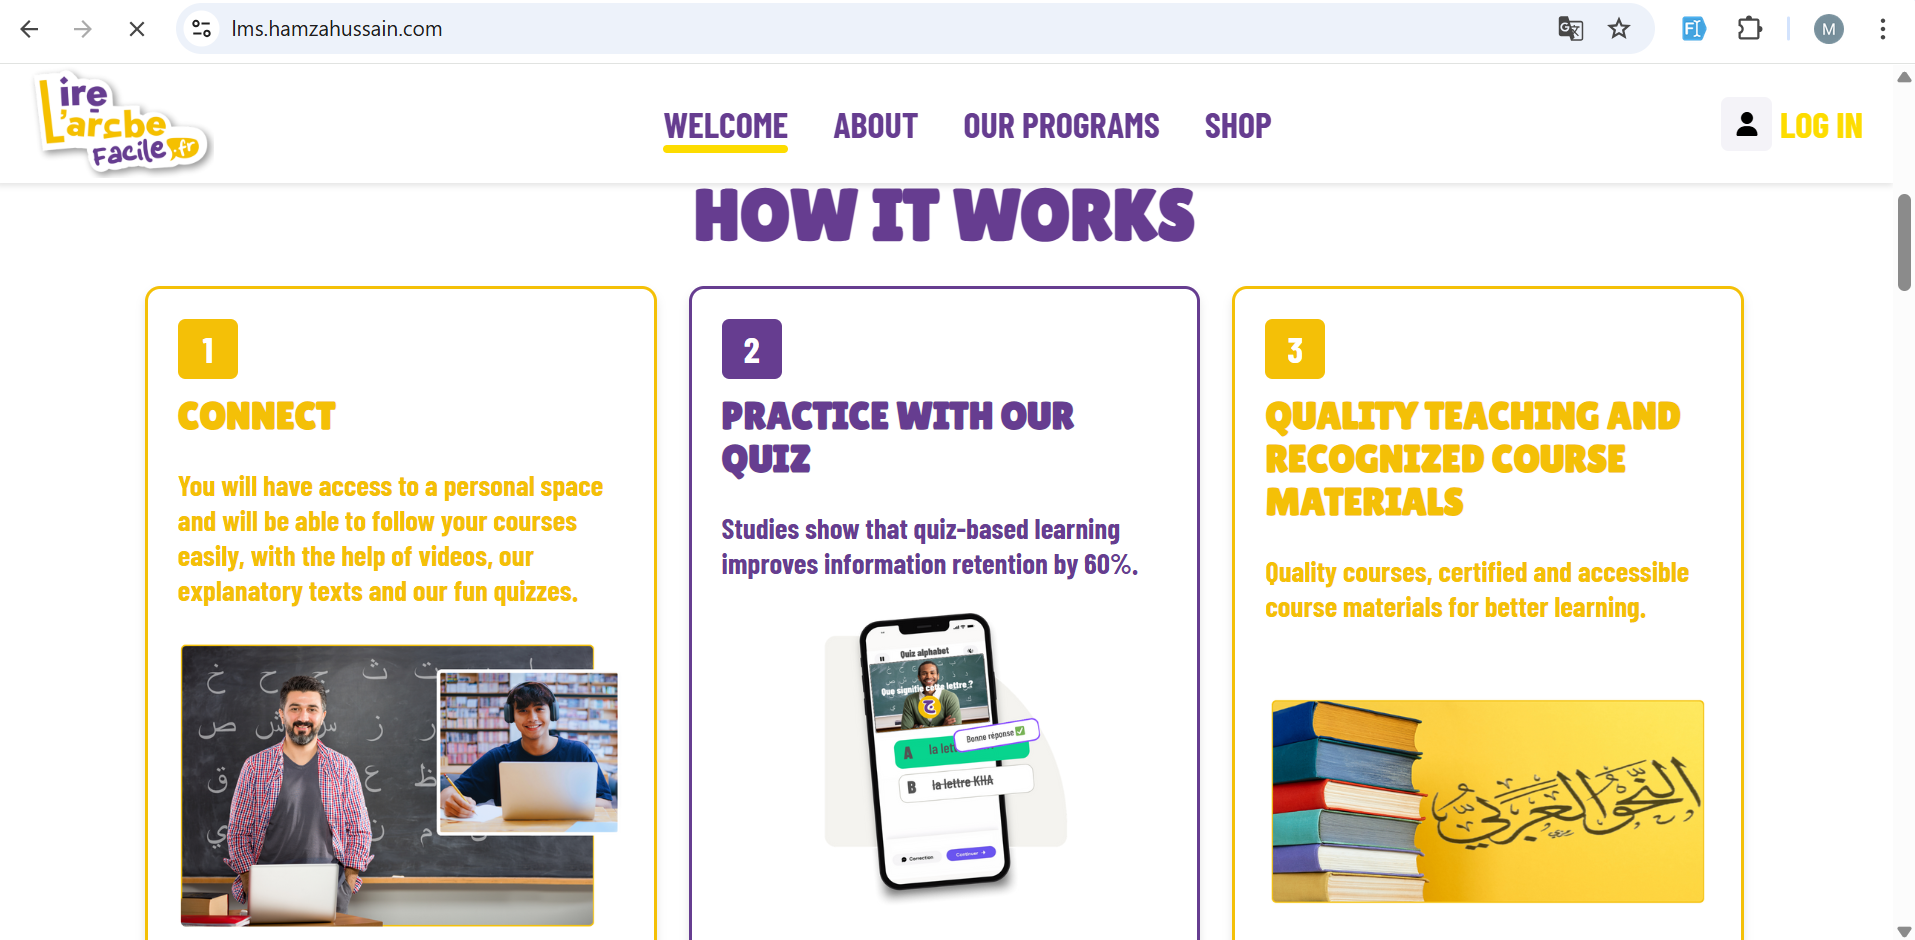 lms.hamzahussain.com
M
Lire
L'arabe
Facile.fr
WELCOME
ABOUT
OUR PROGRAMS
SHOP
LOG IN
HOW IT WORKS
1
CONNECT
You will have access to a personal space
and will be able to follow your courses
easily, with the help of videos, our
explanatory texts and our fun quizzes.
خ ح ج ث ت
ص ش س ز ر
ق ع ظ
ي ن م
2
PRACTICE WITH OUR
QUIZ
Studies show that quiz-based learning
improves information retention by 60%.
Quiz alphabet
Que signifie cette lettre ?
ج
A la lett
Bonne réponse ✅
B la lettre KHA
Correction
Continuer →
3
QUALITY TEACHING AND
RECOGNIZED COURSE
MATERIALS
Quality courses, certified and accessible
course materials for better learning.
النَّحْوُ الْعَرَبِيُّ